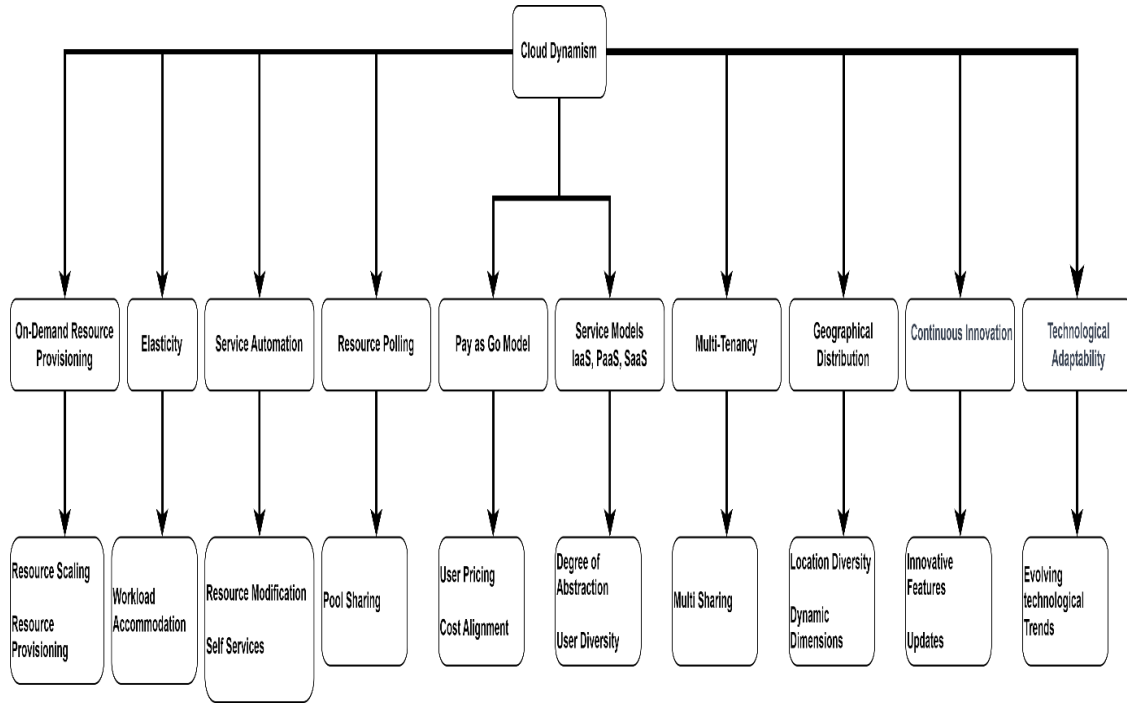 Cloud Dynamism
On-Demand Resource
Provisioning
Elasticity
Service Automation
Resource Polling
Pay as Go Model
Service Models
IaaS, PaaS, SaaS
Multi-Tenancy
Geographical
Distribution
Continuous Innovation
Technological
Adaptability
Resource Scaling
Resource
Provisioning
Workload
Accommodation
Resource Modification
Self Services
Pool Sharing
User Pricing
Cost Alignment
Degree of
Abstraction
User Diversity
Multi Sharing
Location Diversity
Dynamic
Dimensions
Innovative
Features
Updates
Evolving
technological
Trends